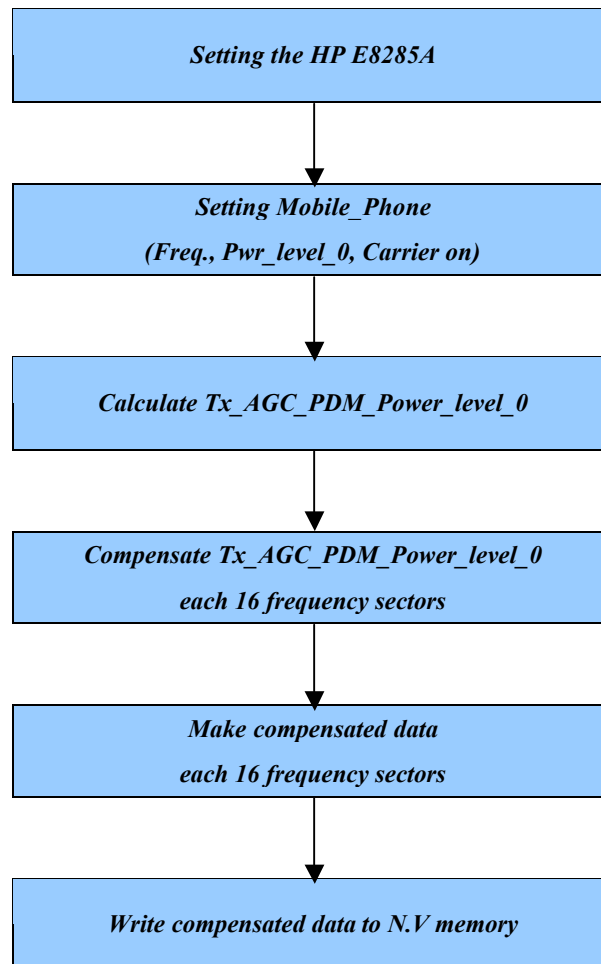 Setting the HP E8285A
Setting Mobile_Phone
(Freq., Pwr_level_0, Carrier on)
Calculate Tx_AGC_PDM_Power_level_0
Compensate Tx_AGC_PDM_Power_level_0
each 16 frequency sectors
Make compensated data
each 16 frequency sectors
Write compensated data to N.V memory